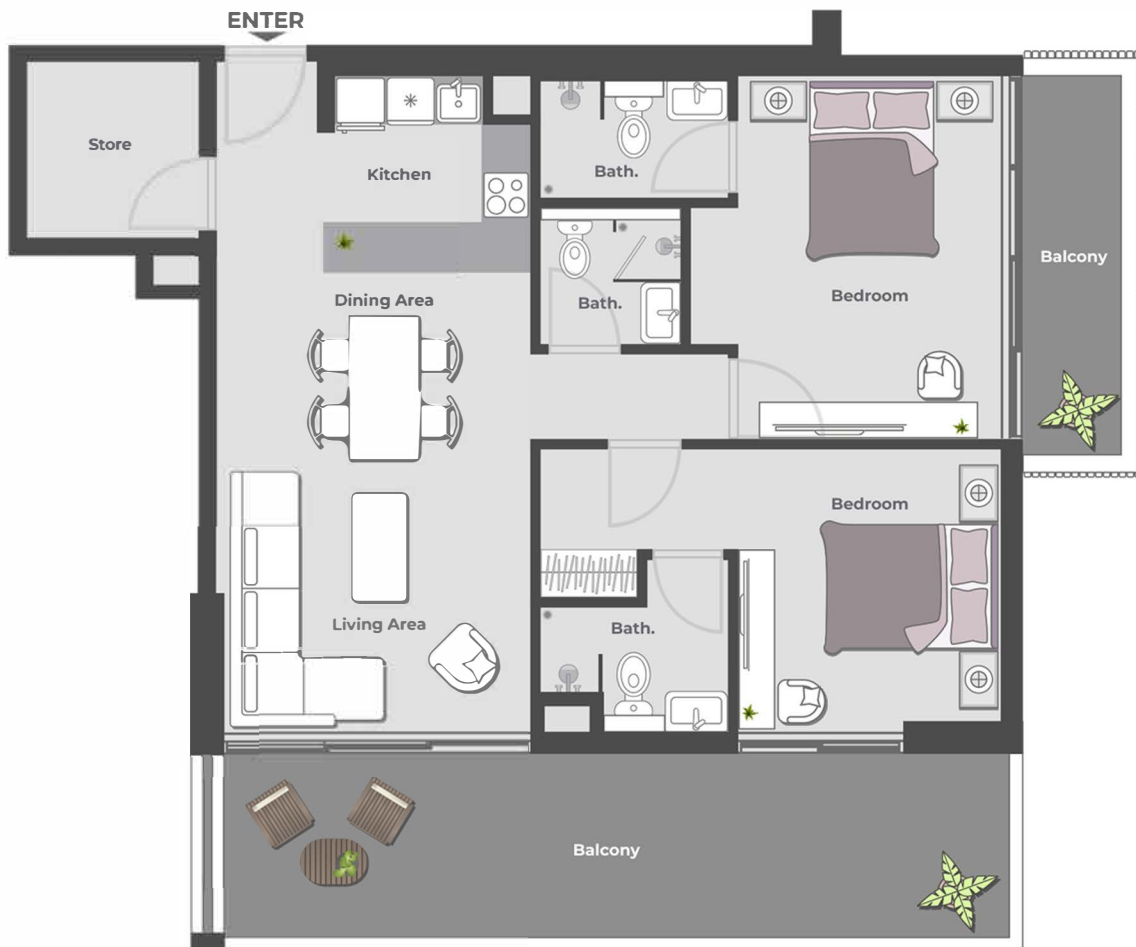 ENTER
Store
Kitchen
Bath.
Bath.
Balcony
Bedroom
Dining Area
Bedroom
Living Area
Bath.
Balcony